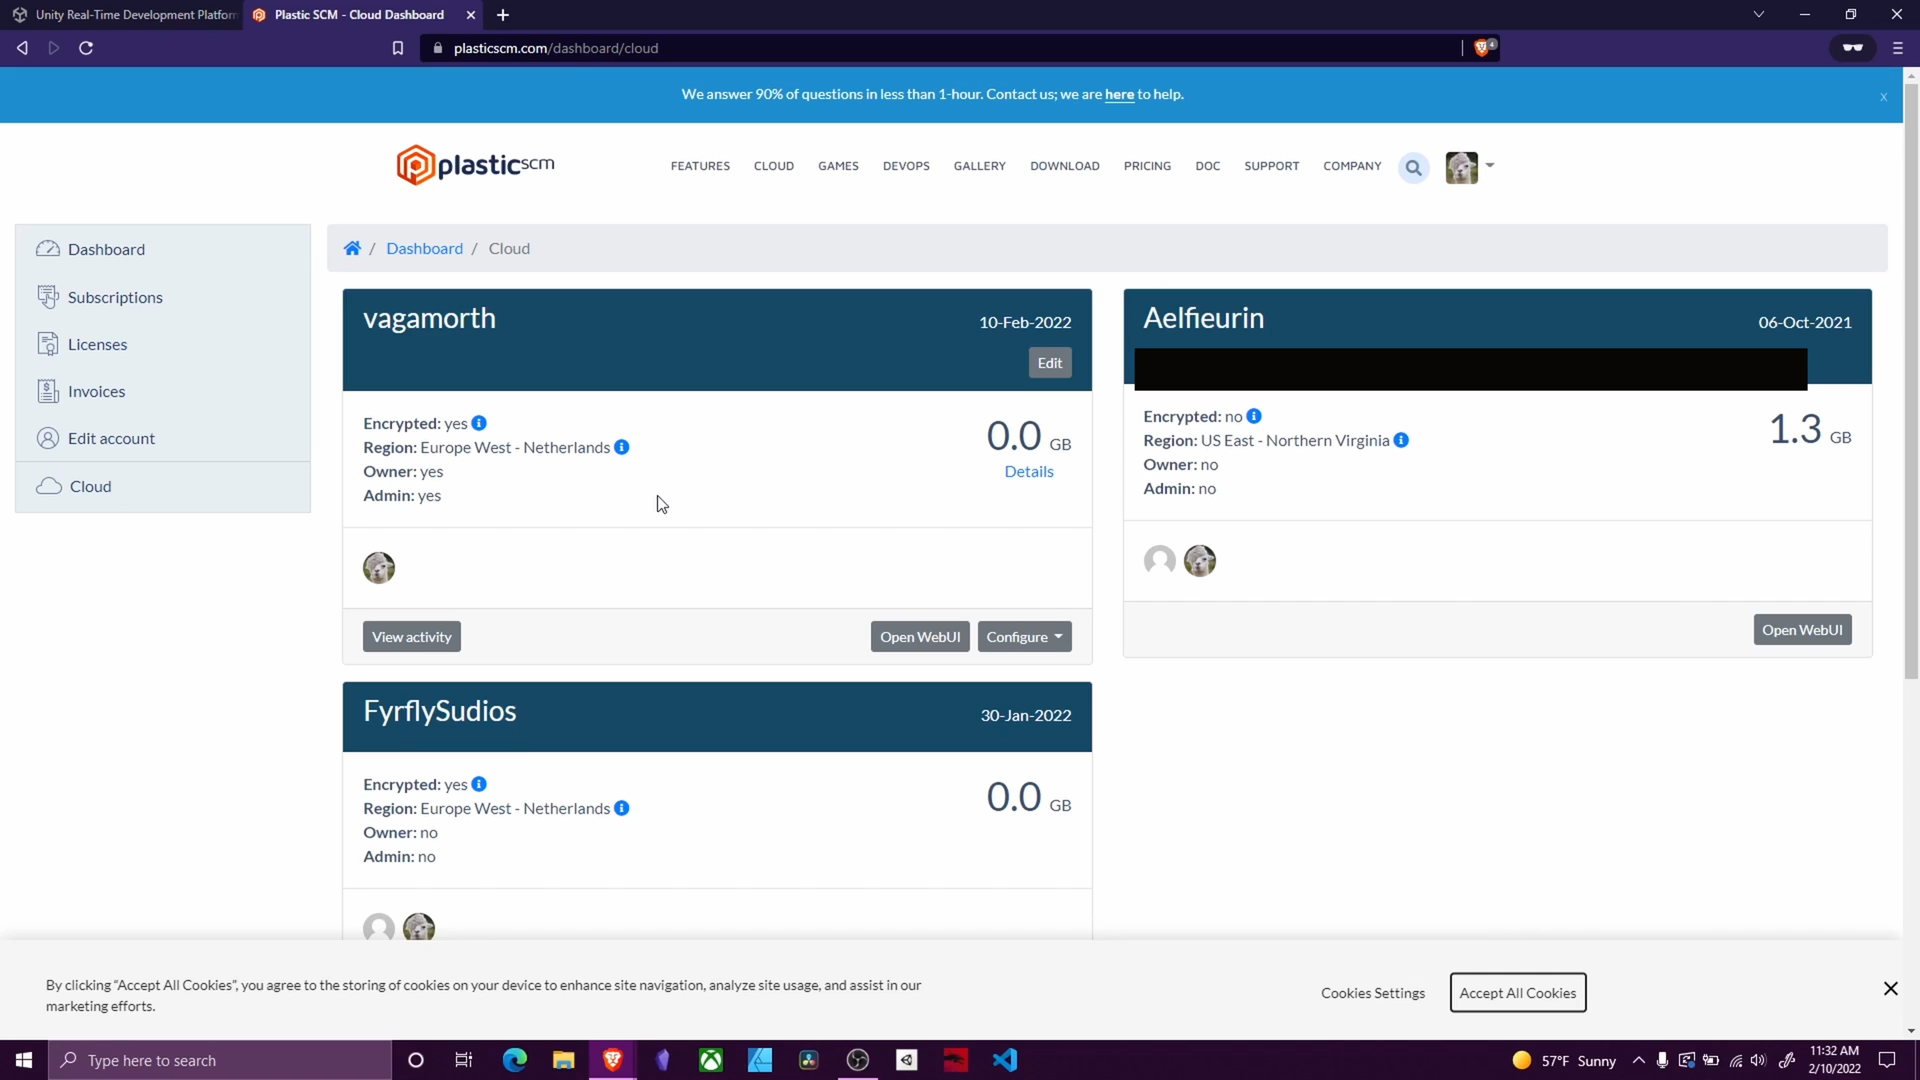 Unity Real-Time Development Platform
Plastic SCM - Cloud Dashboard
plasticscm.com/dashboard/cloud
4
We answer 90% of questions in less than 1-hour. Contact us; we are here to help.
x
plasticscm
FEATURES
CLOUD
GAMES
DEVOPS
GALLERY
DOWNLOAD
PRICING
DOC
SUPPORT
COMPANY
Dashboard
Subscriptions
Licenses
Invoices
Edit account
Cloud
/ Dashboard / Cloud
vagamorth
10-Feb-2022
Edit
Encrypted: yes
Region: Europe West - Netherlands
Owner: yes
Admin: yes
0.0 GB
Details
View activity
Open WebUI
Configure
Aelfieurin
06-Oct-2021
Encrypted: no
Region: US East - Northern Virginia
Owner: no
Admin: no
1.3 GB
Open WebUI
FyrflySudios
30-Jan-2022
Encrypted: yes
Region: Europe West - Netherlands
Owner: no
Admin: no
0.0 GB
By clicking “Accept All Cookies”, you agree to the storing of cookies on your device to enhance site navigation, analyze site usage, and assist in our
marketing efforts.
Cookies Settings
Accept All Cookies
Type here to search
57°F Sunny
11:32 AM
2/10/2022